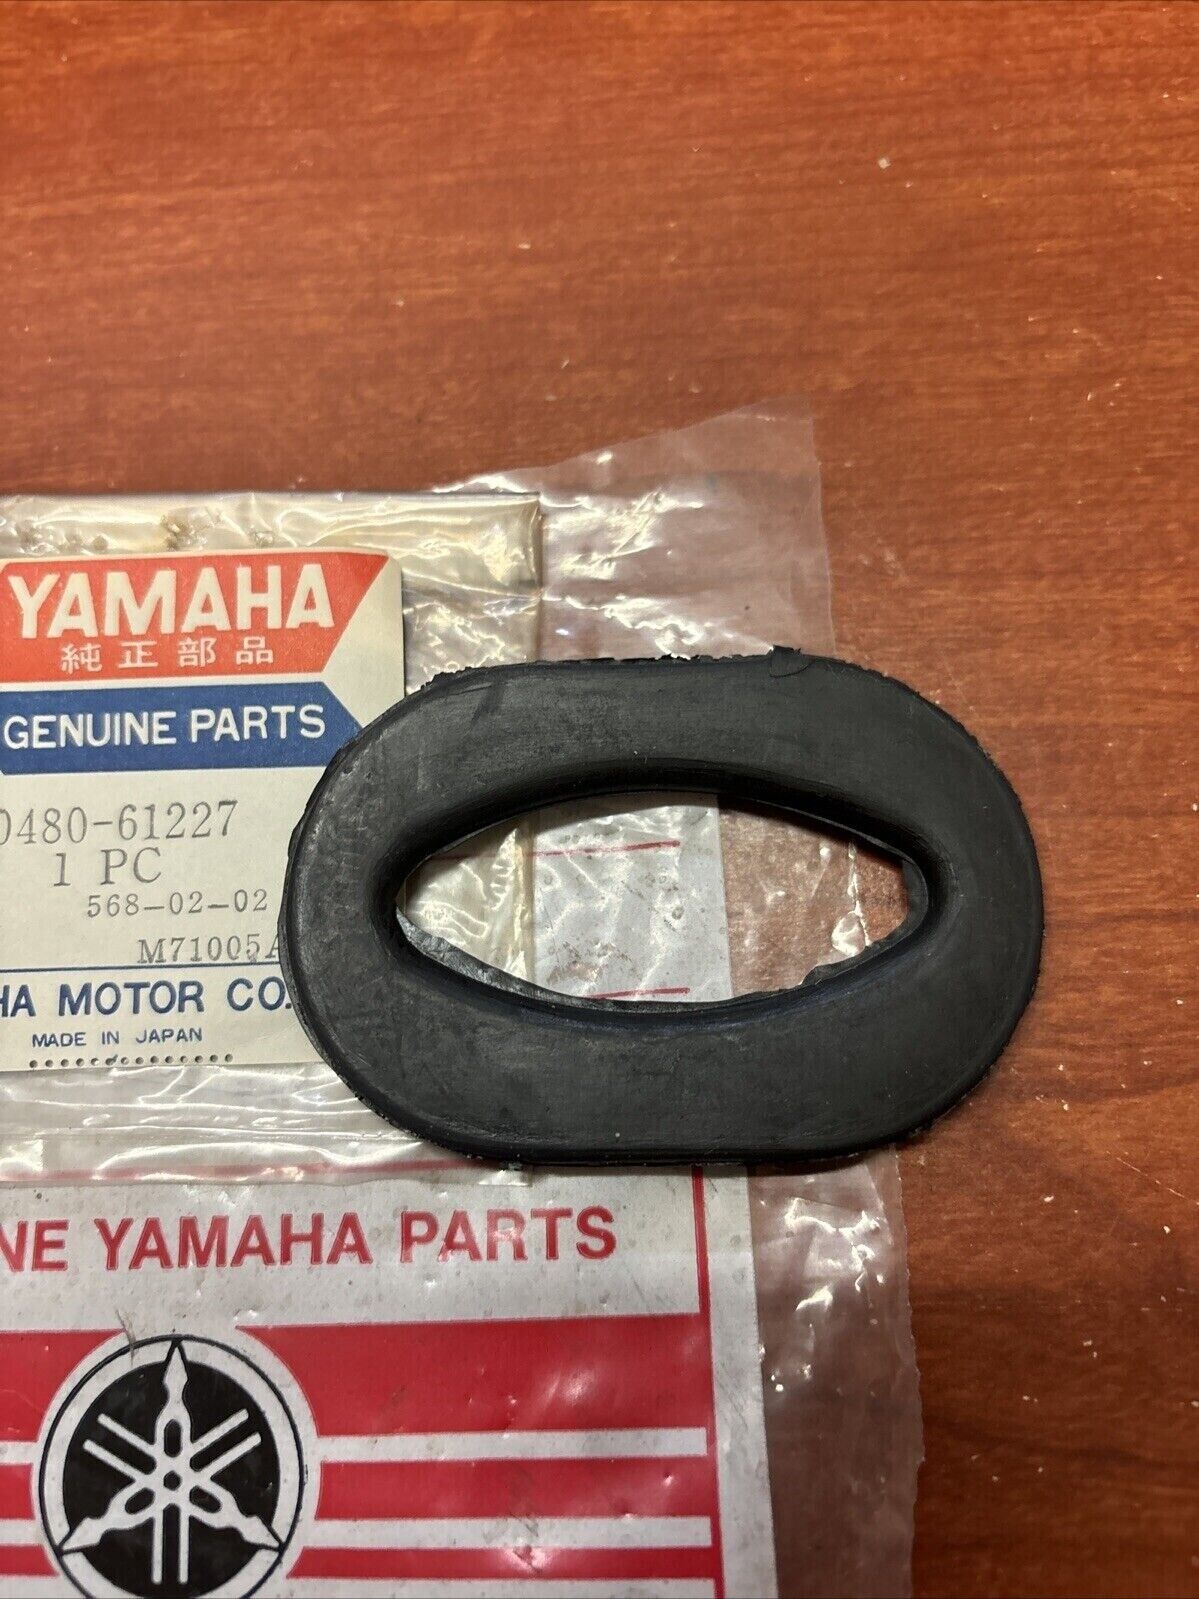 YAMAHA
純正部品
GENUINE PARTS
0480-61227
1 PC
568-02-02
M71005A
HA MOTOR CO.
MADE IN JAPAN
NE YAMAHA PARTS